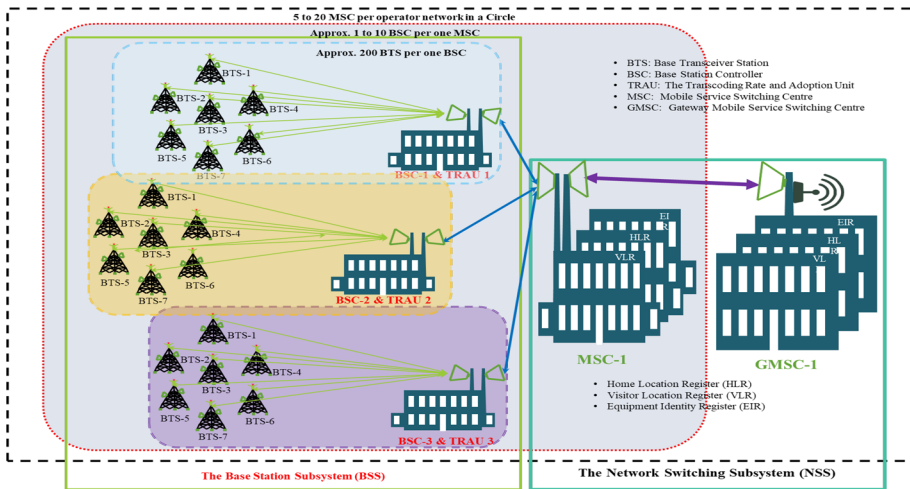 5 to 20 MSC per operator network in a Circle
Approx. 1 to 10 BSC per one MSC
Approx. 200 BTS per one BSC
BTS-1
BTS-2
BTS-4
BTS-3
BTS-5
BTS-6
BTS-7
BSC-1 & TRAU 1
BTS-1
BTS-2
BTS-4
BTS-3
BTS-5
BTS-6
BTS-7
BSC-2 & TRAU 2
BTS-1
BTS-2
BTS-4
BTS-3
BTS-5
BTS-6
BTS-7
BSC-3 & TRAU 3
The Base Station Subsystem (BSS)
• BTS: Base Transceiver Station
• BSC: Base Station Controller
• TRAU: The Transcoding Rate and Adoption Unit
• MSC: Mobile Service Switching Centre
• GMSC: Gateway Mobile Service Switching Centre
EI
R
HLR
VLR
MSC-1
EIR
HL
R
VL
GMSC-1
• Home Location Register (HLR)
• Visitor Location Register (VLR)
• Equipment Identity Register (EIR)
The Network Switching Subsystem (NSS)